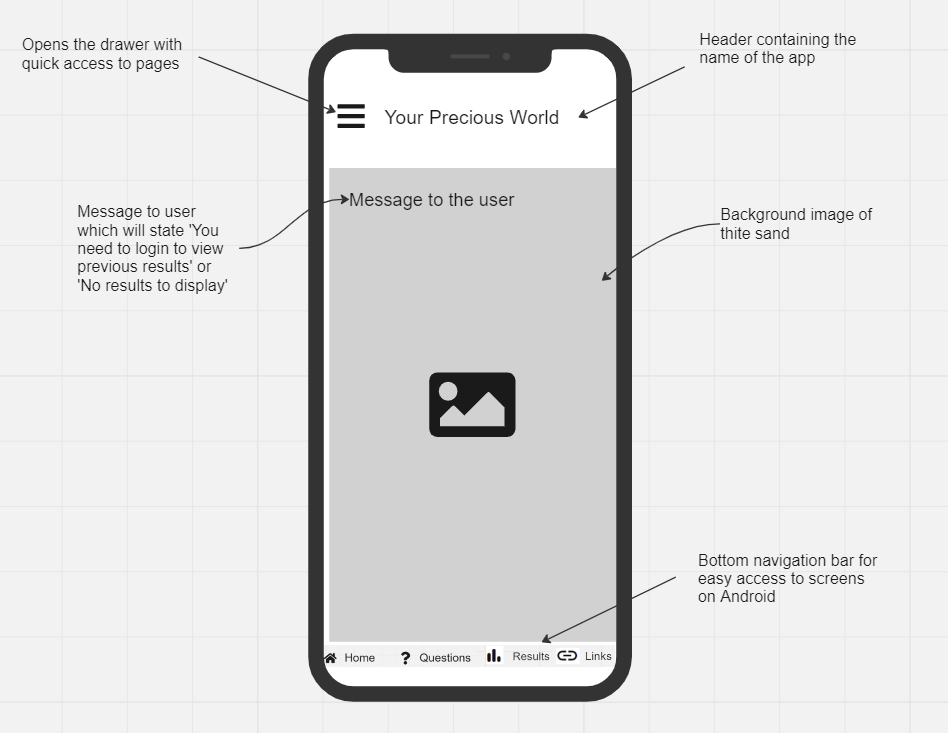 Opens the drawer with
quick access to pages
Header containing the
name of the app
Your Precious World
Message to the user
Message to user
which will state 'You
need to login to view
previous results' or
'No results to display'
Background image of
thite sand
Bottom navigation bar for
easy access to screens
on Android
Home
Questions
Results
Links